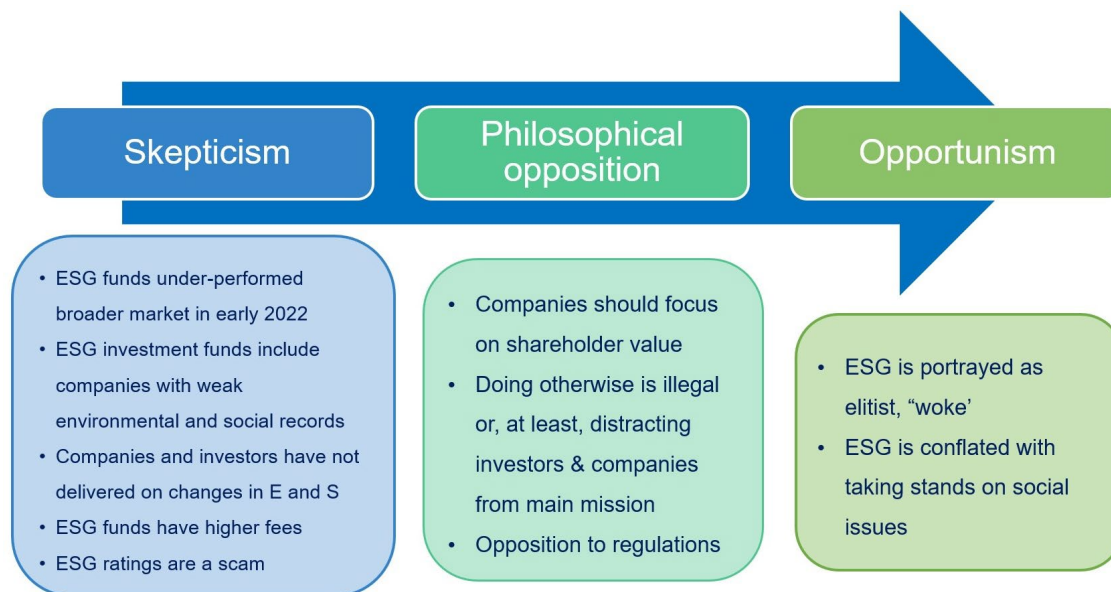 Skepticism
Philosophical
opposition
Opportunism
• ESG funds under-performed
broader market in early 2022
• ESG investment funds include
companies with weak
environmental and social records
• Companies and investors have not
delivered on changes in E and S
• ESG funds have higher fees
• ESG ratings are a scam
• Companies should focus
on shareholder value
• Doing otherwise is illegal
or, at least, distracting
investors & companies
from main mission
• Opposition to regulations
• ESG is portrayed as
elitist, “woke’
• ESG is conflated with
taking stands on social
issues